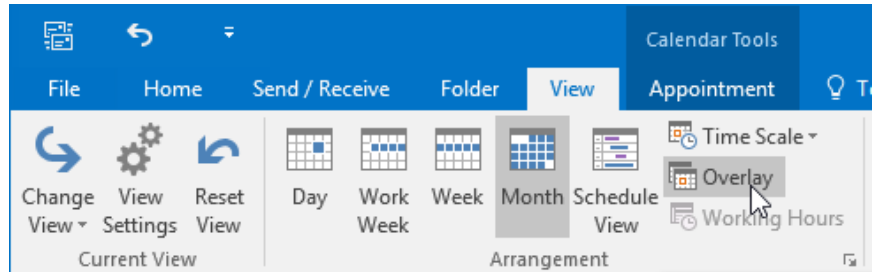 Calendar Tools
File Home Send / Receive Folder View Appointment
Change View
View Settings
Reset View
Day
Work Week
Week
Month
Schedule View
Time Scale
Overlay
Working Hours
Current View
Arrangement